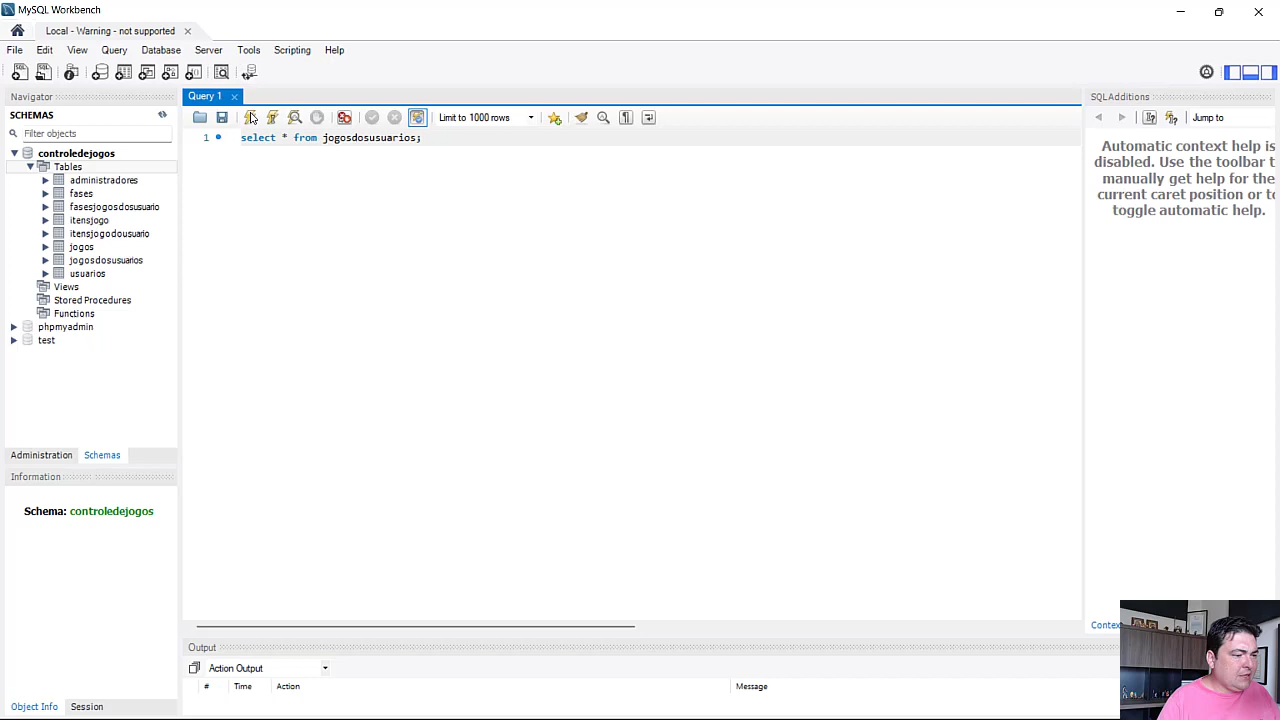 MySQL Workbench
Local - Warning - not supported
File Edit View Query Database Server Tools Scripting Help
Navigator
SCHEMAS
Filter objects
controledejogos
Tables
administradores
fases
fasesjogosdosusuario
itensjogo
itensjogodousuario
jogos
jogosdosusuarios
usuarios
Views
Stored Procedures
Functions
phpmyadmin
test
Administration Schemas
Information
Schema: controledejogos
Object Info Session
Query 1
Limit to 1000 rows
1 select * from jogosdosusuarios;
Output
Action Output
# Time Action Message
SQLAdditions
Jump to
Automatic context help is
disabled. Use the toolbar t
manually get help for the
current caret position or to
toggle automatic help.
Contex